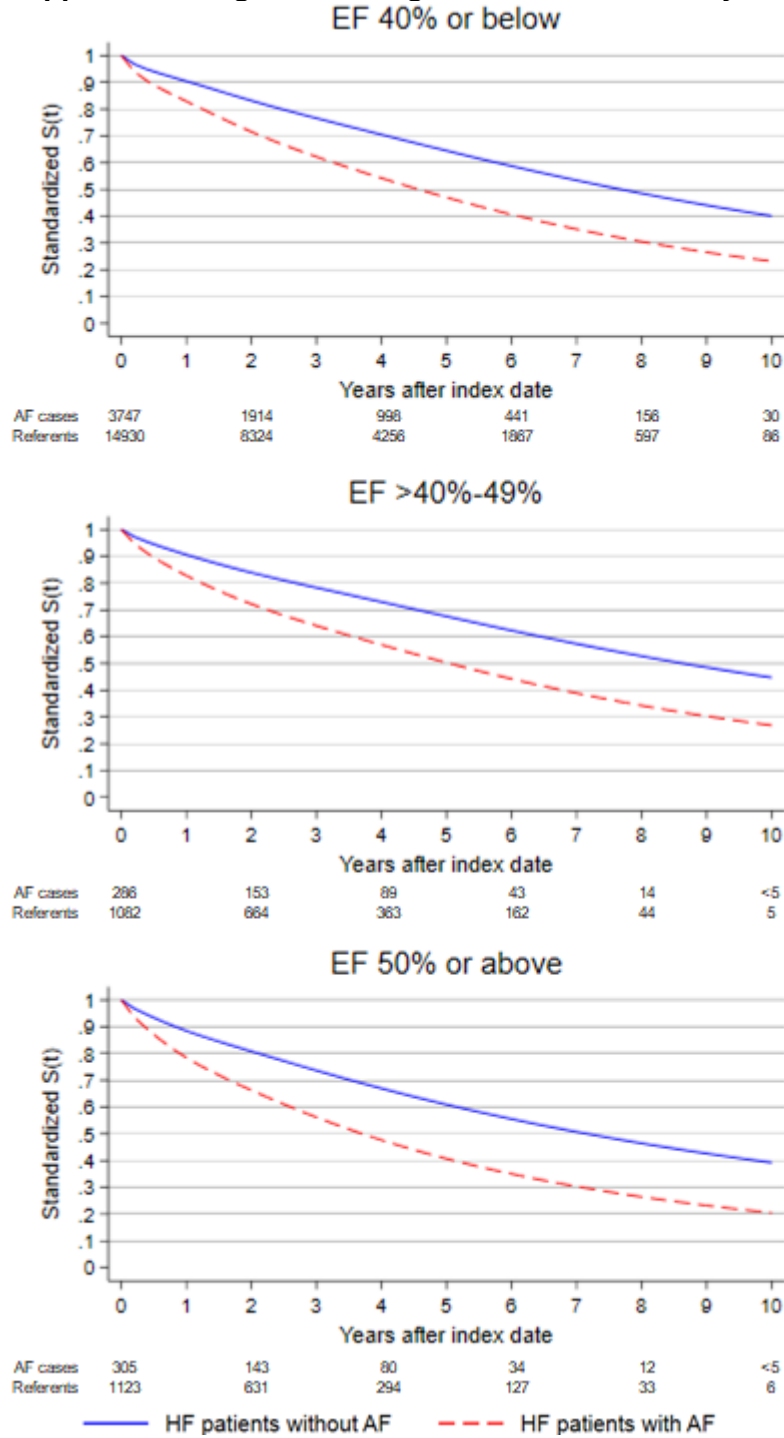 EF 40% or below
1
.9
.8
.7
.6
.5
.4
.3
.2
.1
0
Standardized S(t)
0 1 2 3 4 5 6 7 8 9 10
Years after index date
AF cases 3747 1914 998 441 156 30
Referents 14930 8324 4256 1867 597 86
EF >40%-49%
1
.9
.8
.7
.6
.5
.4
.3
.2
.1
0
Standardized S(t)
0 1 2 3 4 5 6 7 8 9 10
Years after index date
AF cases 286 153 89 43 14 <5
Referents 1082 664 363 162 44 5
EF 50% or above
1
.9
.8
.7
.6
.5
.4
.3
.2
.1
0
Standardized S(t)
0 1 2 3 4 5 6 7 8 9 10
Years after index date
AF cases 305 143 80 34 12 <5
Referents 1123 631 294 127 33 6
HF patients without AF HF patients with AF